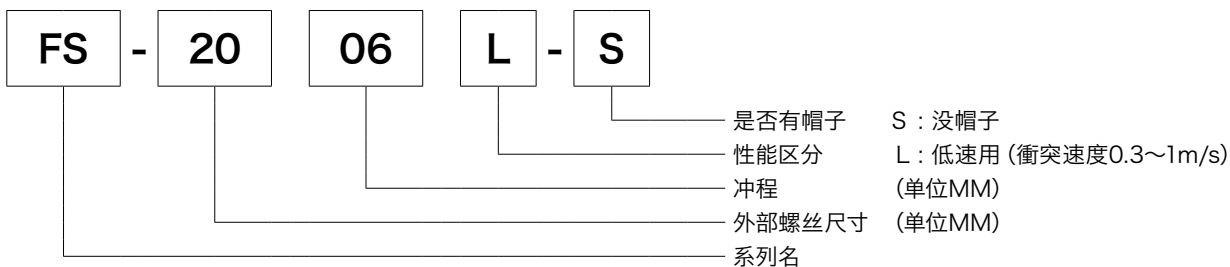 FS - 20 06 L - S
是否有帽子 S：没帽子
性能区分 L：低速用（衝突速度0.3～1m/s）
冲程 （单位MM）
外部螺丝尺寸 （单位MM）
系列名